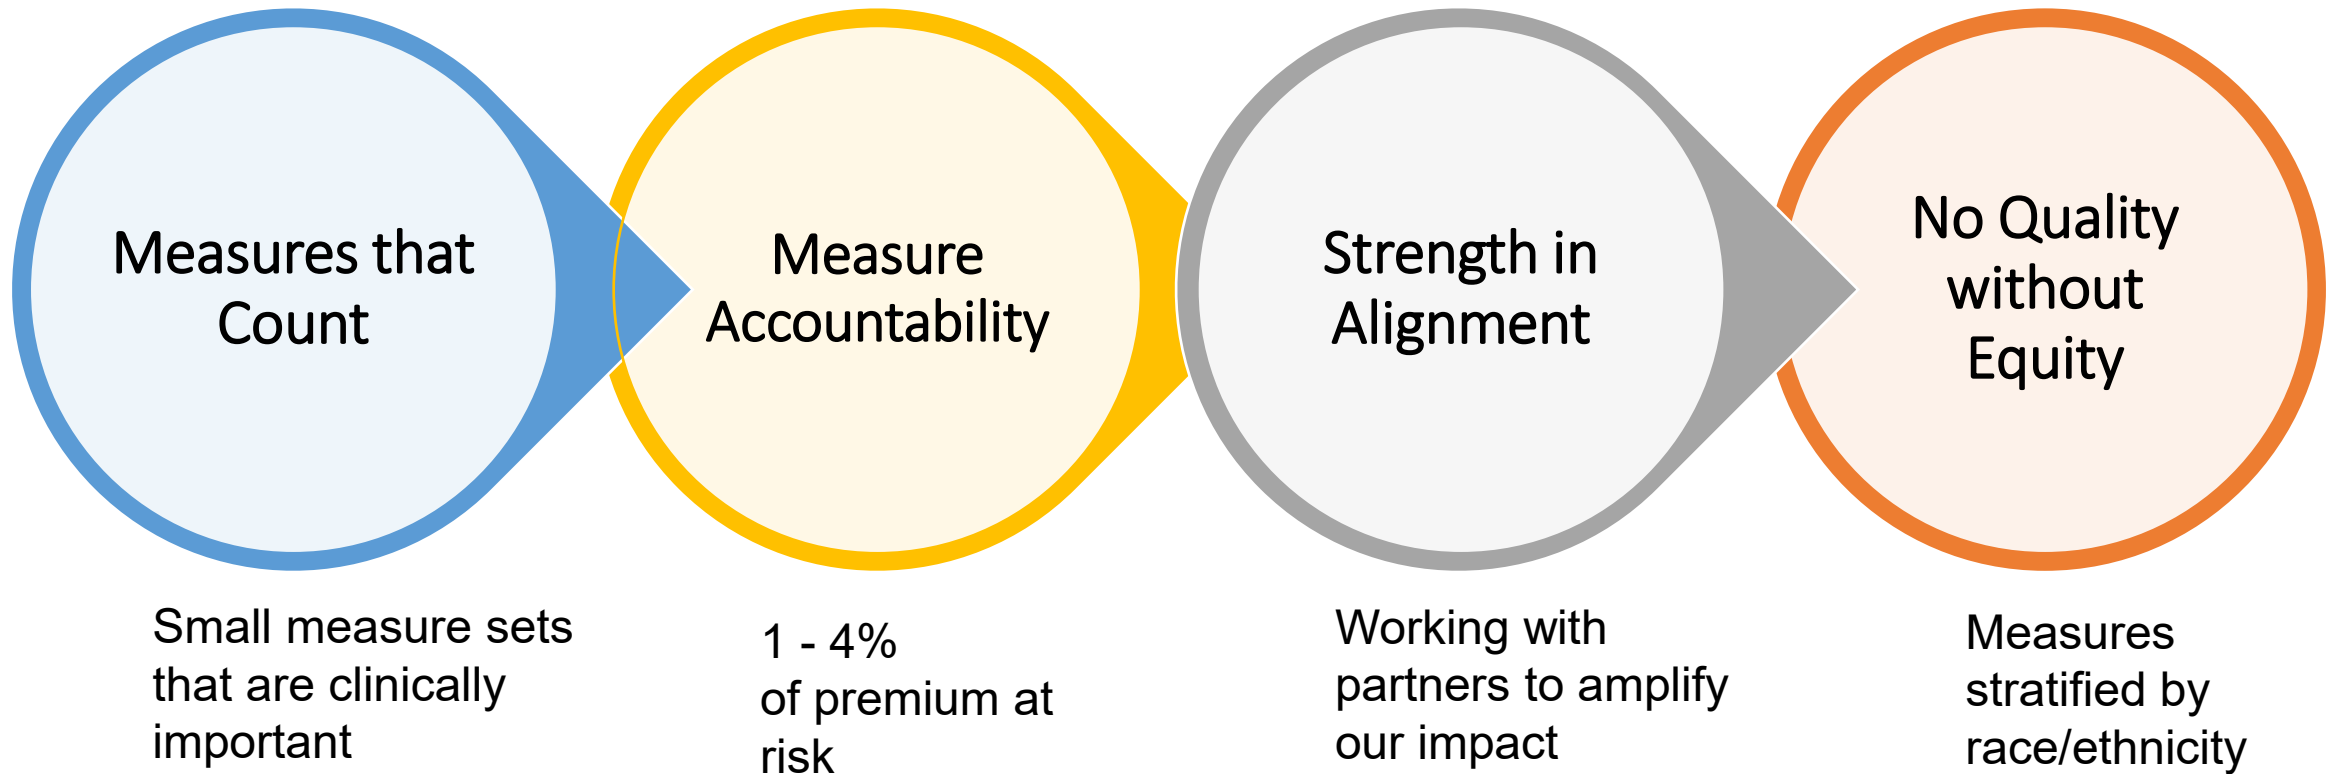 Measures that
Count
Measure
Accountability
Strength in
Alignment
No Quality
without
Equity
Small measure sets
that are clinically
important
1 - 4%
of premium at
risk
Working with
partners to amplify
our impact
Measures
stratified by
race/ethnicity